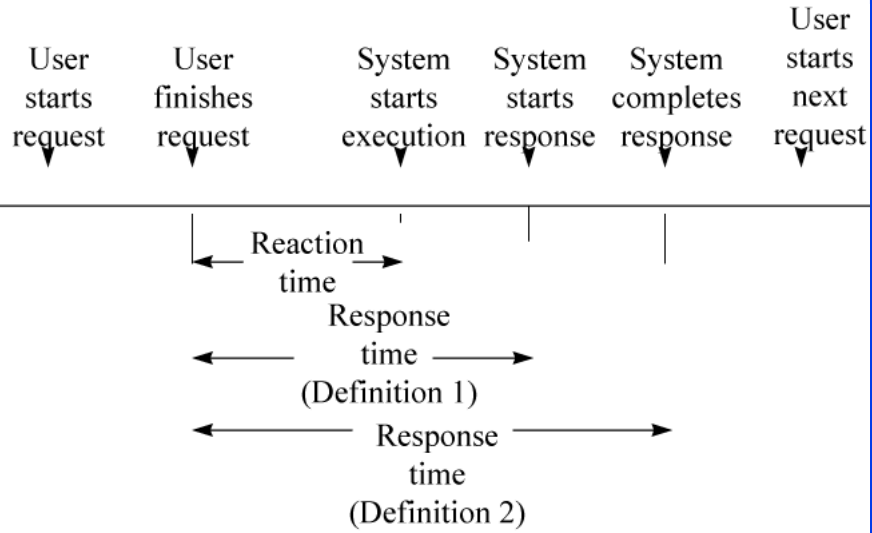 User
starts
request
User
finishes
request
System
starts
execution
System
starts
response
System
completes
response
User
starts
next
request
Reaction
time
Response
time
(Definition 1)
Response
time
(Definition 2)